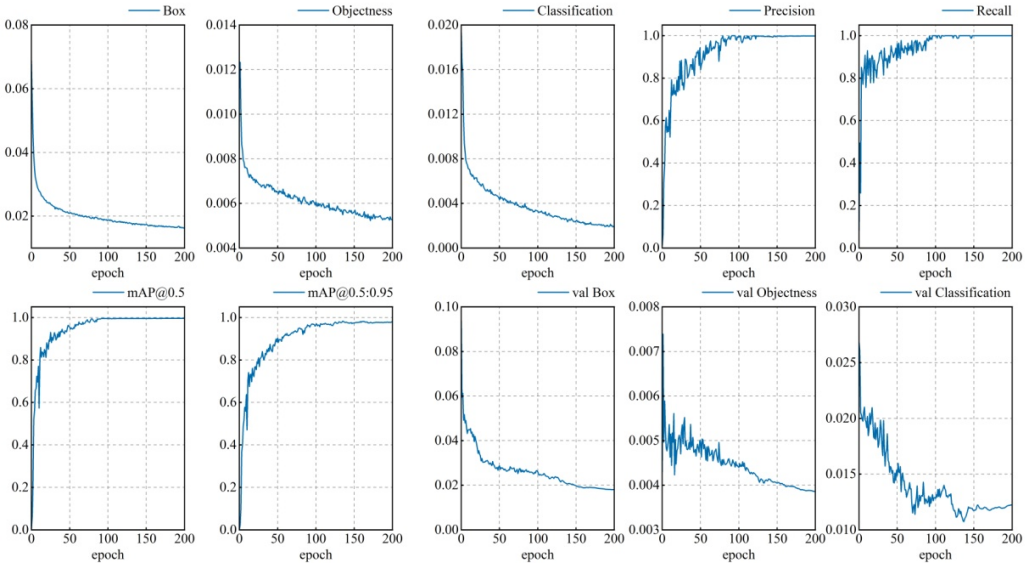 Box
0.08
0.06
0.04
0.02
0 50 100 150 200
epoch
Objectness
0.014
0.012
0.010
0.008
0.006
0.004
0 50 100 150 200
epoch
Classification
0.020
0.016
0.012
0.008
0.004
0.000
0 50 100 150 200
epoch
Precision
1.0
0.8
0.6
0.4
0.2
0.0
0 50 100 150 200
epoch
Recall
1.0
0.8
0.6
0.4
0.2
0.0
0 50 100 150 200
epoch
mAP@0.5
1.0
0.8
0.6
0.4
0.2
0.0
0 50 100 150 200
epoch
mAP@0.5:0.95
1.0
0.8
0.6
0.4
0.2
0.0
0 50 100 150 200
epoch
val Box
0.10
0.08
0.06
0.04
0.02
0.00
0 50 100 150 200
epoch
val Objectness
0.008
0.007
0.006
0.005
0.004
0.003
0 50 100 150 200
epoch
val Classification
0.030
0.025
0.020
0.015
0.010
0 50 100 150 200
epoch